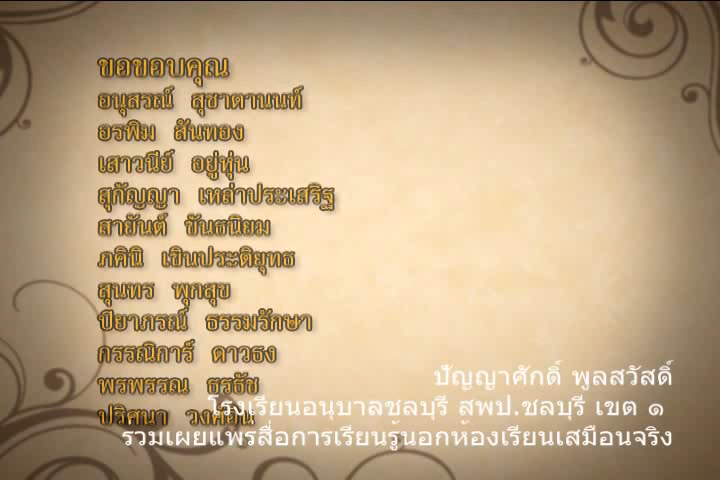 ขอขอบคุณ
อนุสรณ์ สุชาตานนท์
อรพิม สันทอง
เสาวนีย์ อยู่หุ่น
สุกัญญา เหล่าประเสริฐ
สายันต์ ขันธนิยม
ภคินิ เชินประดิยุทธ
สุนทร พุกสุข
ปิยาภรณ์ ธรรมรักษา
กรรณิการ์ ดาวธง
พรพรรณ ธรธัช
ปริศนา
ปัญญาศักดิ์ พูลสวัสดิ์
โรงเรียนอนุบาลชลบุรี สพป.ชลบุรี เขต ๑
รวมเผยแพร่สื่อการเรียนรู้นอกห้องเรียนเสมือนจริง